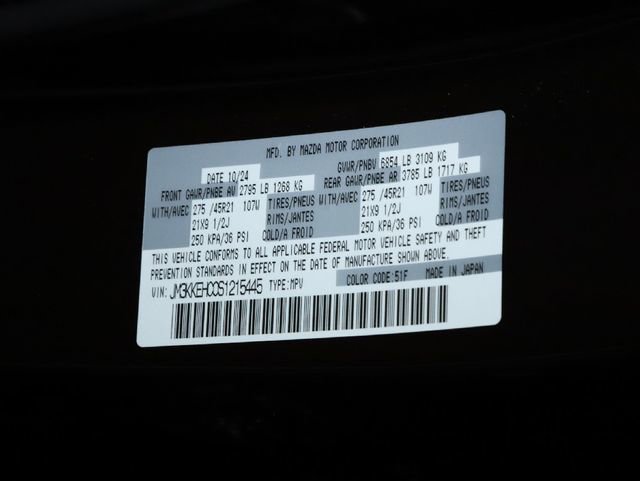 MFD. BY MAZDA MOTOR CORPORATION
DATE 10/24 GVWR/PNBV 6854 LB 3109 KG
FRONT GAWR/PNBE AV 2795 LB 1268 KG REAR GAWR/PNBE AR 3785 LB 1717 KG
WITH/AVEC 275 /45R21 107W TIRES/PNEUS WITH/AVEC 275 /45R21 107W TIRES/PNEUS
21X9 1/2J RIMS/JANTES 21X9 1/2J RIMS/JANTES
250 KPA/36 PSI COLD/A FROID 250 KPA/36 PSI COLD/A FROID
THIS VEHICLE CONFORMS TO ALL APPLICABLE FEDERAL MOTOR VEHICLE SAFETY AND THEFT
PREVENTION STANDARDS IN EFFECT ON THE DATE OF MANUFACTURE SHOWN ABOVE.
COLOR CODE:51F MADE IN JAPAN
VIN: JM3KKEHC0S1215445 TYPE:MPV